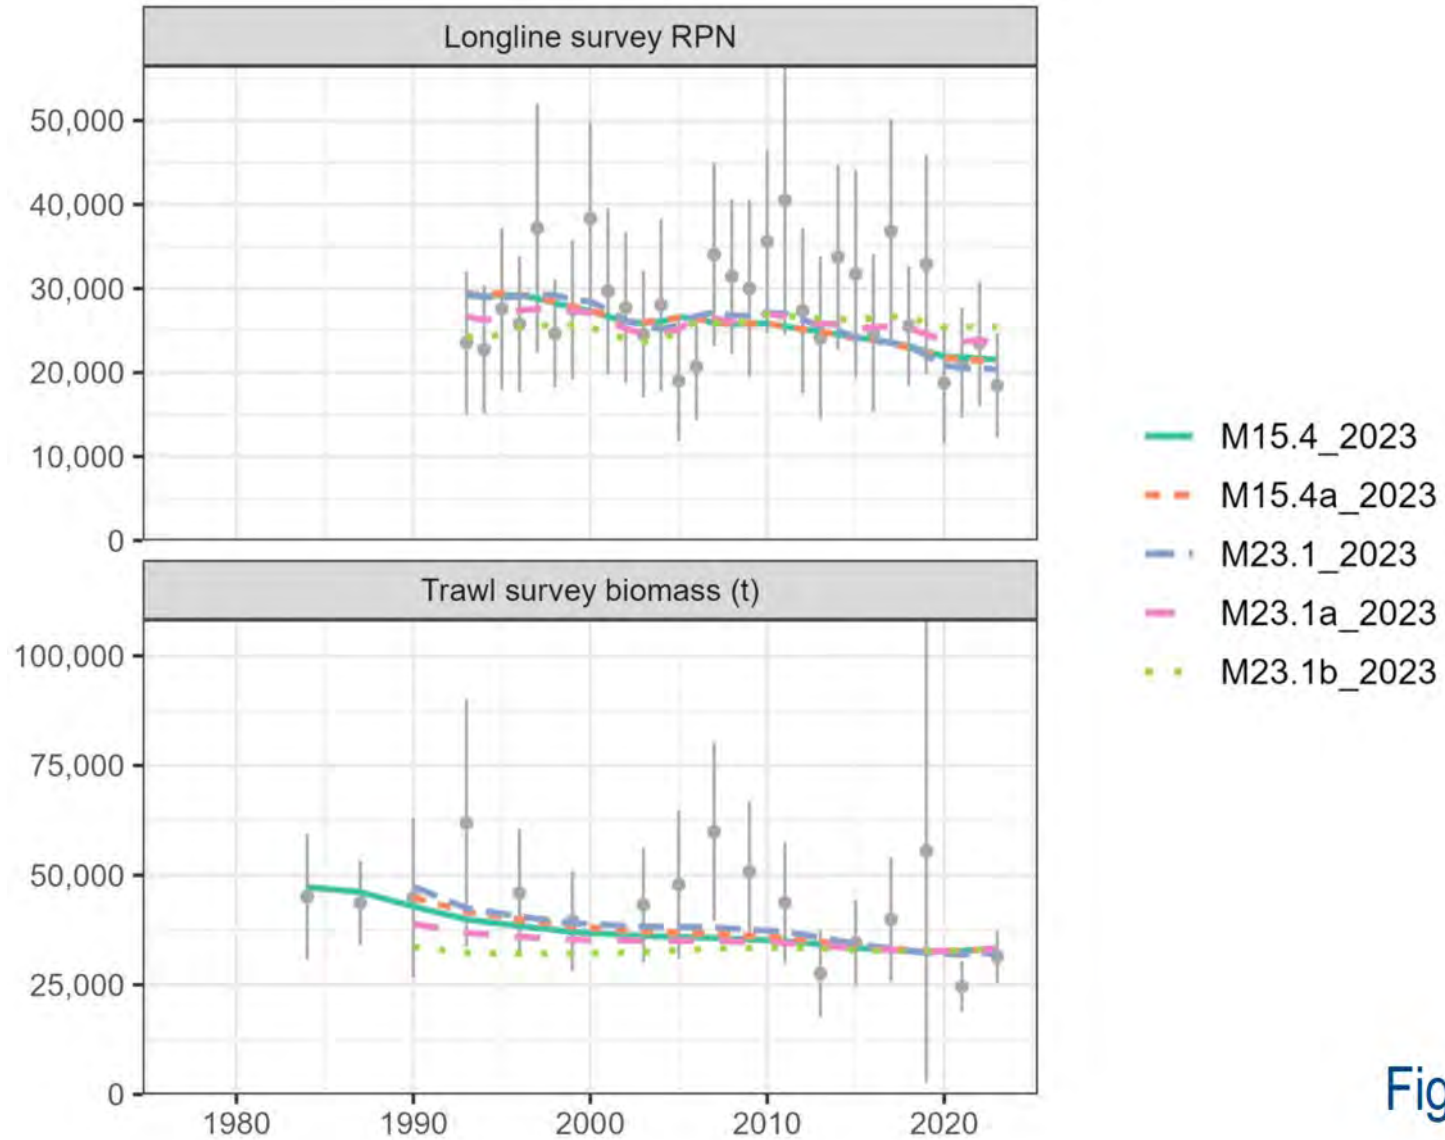 Longline survey RPN
50,000
40,000
30,000
20,000
10,000
0
Trawl survey biomass (t)
100,000
75,000
50,000
25,000
0
1980 1990 2000 2010 2020
M15.4_2023
M15.4a_2023
M23.1_2023
M23.1a_2023
M23.1b_2023
Fig